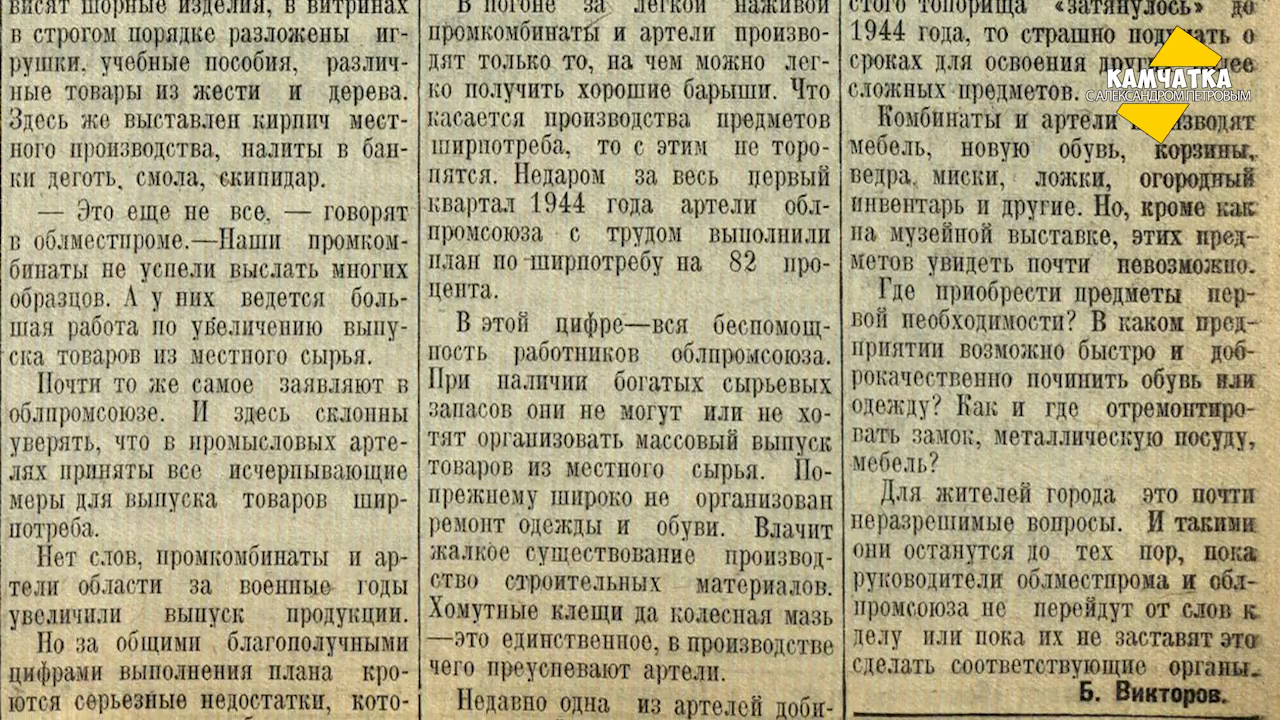 висят шорные изделия, в витринах
в строгом порядке разложены иг-
рушки, учебные пособия, различ-
ные товары из жести и дерева.
Здесь же выставлен кирпич мест-
ного производства, налиты в бан-
ки деготь, смола, скипидар.
— Это еще не все, — говорят
в облместпроме.—Наши промком-
бинаты не успели выслать многих
образцов. А у них ведется боль-
шая работа по увеличению выпу-
ска товаров из местного сырья.
Почти то же самое заявляют в
облпромсоюзе. И здесь склонны
уверять, что в промысловых арте-
лях приняты все исчерпывающие
меры для выпуска товаров шир-
потреба.
Нет слов, промкомбинаты и ар-
тели области за военные годы
увеличили выпуск продукции.
Но за общими благополучными
цифрами выполнения плана кро-
ются серьезные недостатки, кото-
В погоне за легкой наживой
промкомбинаты и артели произво-
дят только то, на чем можно лег-
ко получить хорошие барыши. Что
касается производства предметов
ширпотреба, то с этим не торо-
пятся. Недаром за весь первый
квартал 1944 года артели обл-
промсоюза с трудом выполнили
план по ширпотребу на 82 про-
цента.
В этой цифре—вся беспомощ-
ность работников облпромсоюза.
При наличии богатых сырьевых
запасов они не могут или не хо-
тят организовать массовый выпуск
товаров из местного сырья. По-
прежнему широко не организован
ремонт одежды и обуви. Влачит
жалкое существование производ-
ство строительных материалов.
Хомутные клещи да колесная мазь
—это единственное, в производстве
чего преуспевают артели.
Недавно одна из артелей доби-
стого топорища «затянулось» до
1944 года, то страшно подумать о
сроках для освоения
сложных предметов.
Комбинаты и артели производят
мебель, новую обувь, корзины,
ведра, миски, ложки, огородный
инвентарь и другие. Но, кроме как
на музейной выставке, этих пред-
метов увидеть почти невозможно.
Где приобрести предметы пер-
вой необходимости? В каком пред-
приятии возможно быстро и доб-
рокачественно починить обувь или
одежду? Как и где отремонтиро-
вать замок, металлическую посуду,
мебель?
Для жителей города это почти
неразрешимые вопросы. И такими
они останутся до тех пор, пока
руководители облместпрома и обл-
промсоюза не перейдут от слов к
делу или пока их не заставят это
сделать соответствующие органы.
Б. Викторов.
КАМЧАТКА
С АЛЕКСАНДРОМ ПЕТРОВЫМ